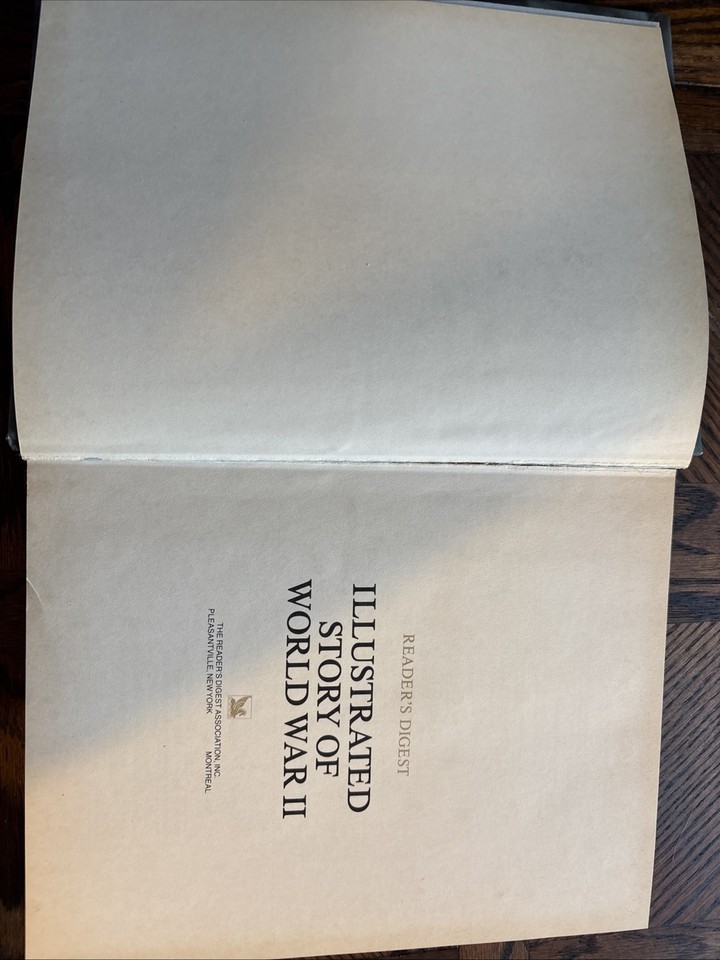 READER'S DIGEST
ILLUSTRATED
STORY OF
WORLD WAR II
THE READER'S DIGEST ASSOCIATION, INC.
PLEASANTVILLE, NEW YORK MONTREAL